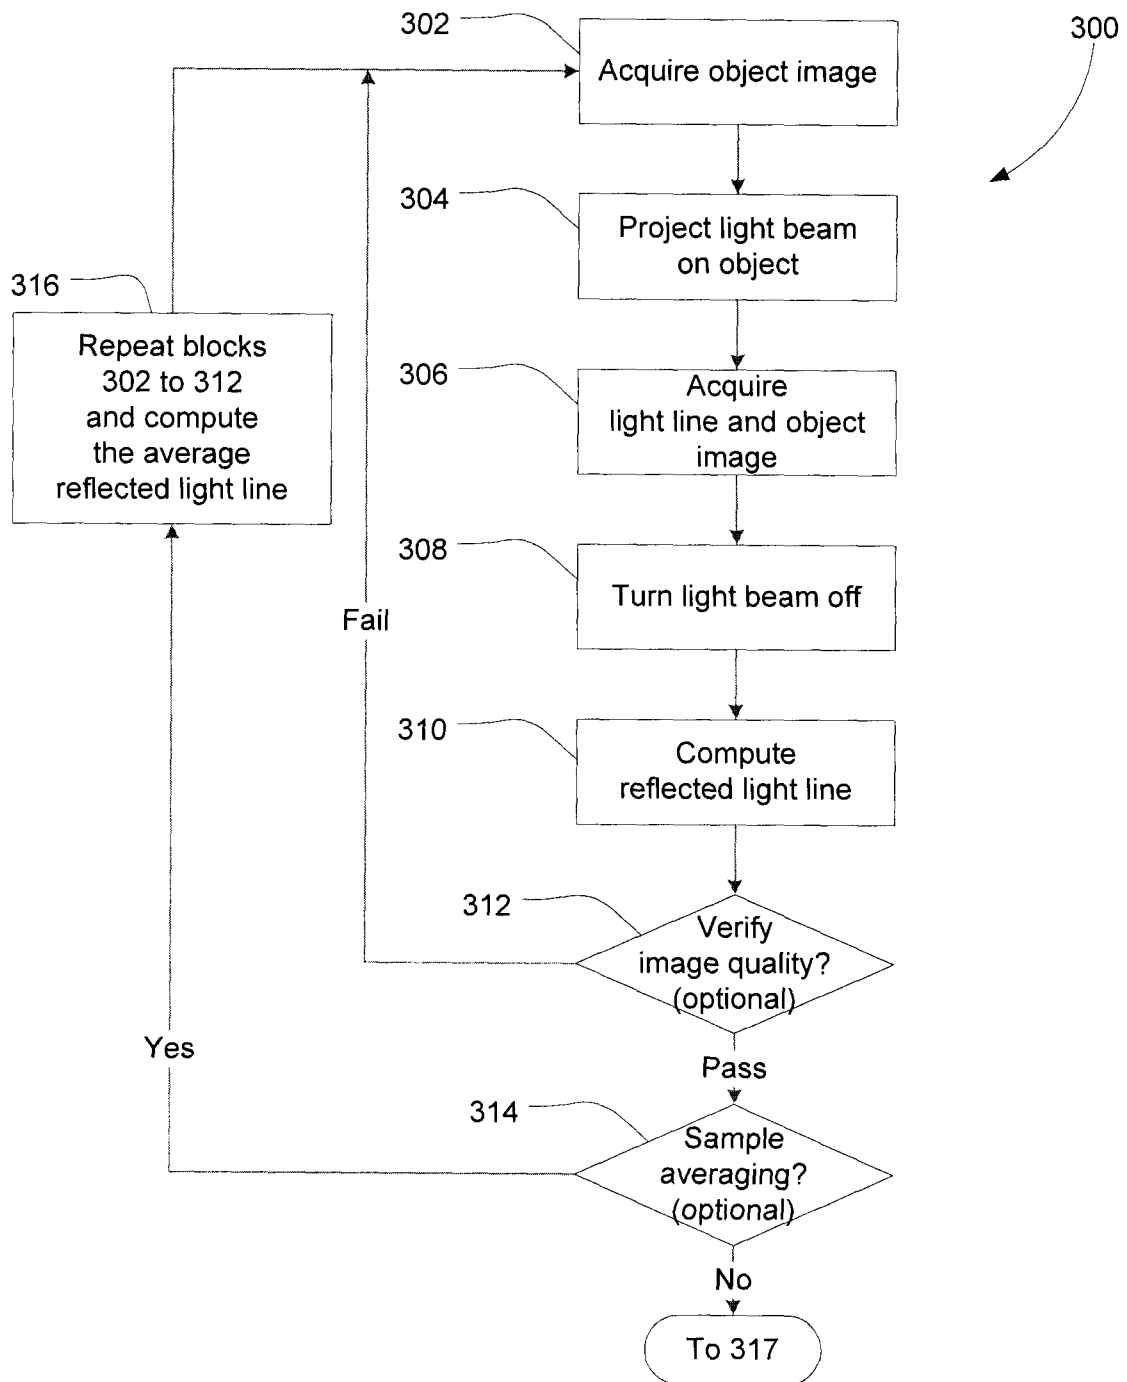 300
302
Acquire object image
304
Project light beam
on object
316
Repeat blocks
302 to 312
and compute
the average
reflected light line
306
Acquire
light line and object
image
308
Turn light beam off
Fail
310
Compute
reflected light line
312
Verify
image quality?
(optional)
Yes
Pass
314
Sample
averaging?
(optional)
No
To 317